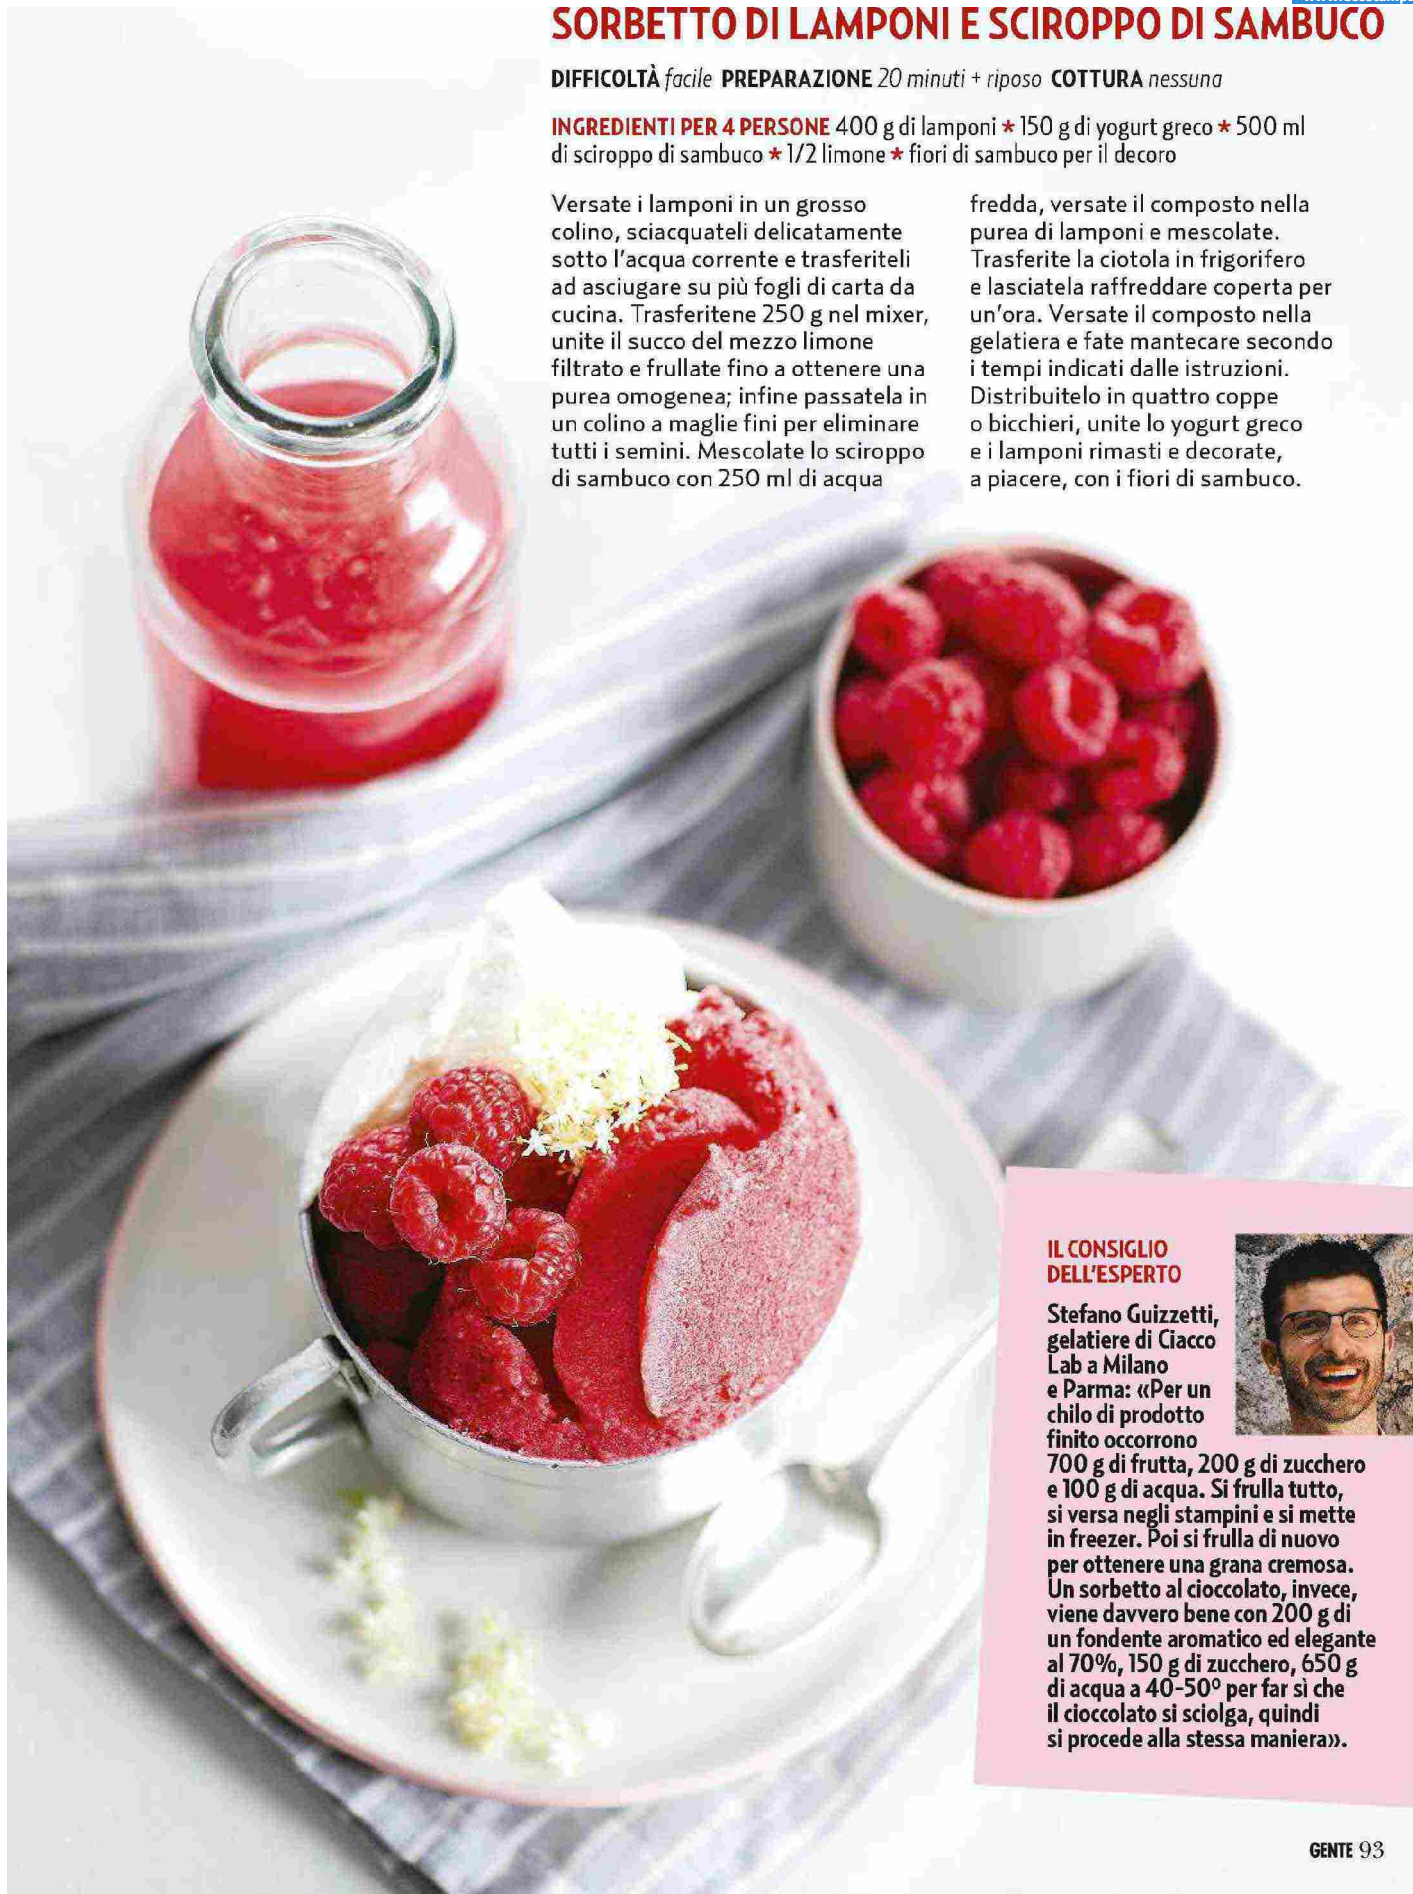 SORBETTO DI LAMPONI E SCIROPPO DI SAMBUCO
DIFFICOLTÀ facile PREPARAZIONE 20 minuti + riposo COTTURA nessuna
INGREDIENTI PER 4 PERSONE 400 g di lamponi * 150 g di yogurt greco * 500 ml
di sciroppo di sambuco * 1/2 limone * fiori di sambuco per il decoro
Versate i lamponi in un grosso
colino, sciacquateli delicatamente
sotto l'acqua corrente e trasferiteli
ad asciugare su più fogli di carta da
cucina. Trasferitene 250 g nel mixer,
unite il succo del mezzo limone
filtrato e frullate fino a ottenere una
purea omogenea; infine passatela in
un colino a maglie fini per eliminare
tutti i semini. Mescolate lo sciroppo
di sambuco con 250 ml di acqua
fredda, versate il composto nella
purea di lamponi e mescolate.
Trasferite la ciotola in frigorifero
e lasciatela raffreddare coperta per
un'ora. Versate il composto nella
gelatiera e fate mantecare secondo
i tempi indicati dalle istruzioni.
Distribuitelo in quattro coppe
o bicchieri, unite lo yogurt greco
e i lamponi rimasti e decorate,
a piacere, con i fiori di sambuco.
IL CONSIGLIO
DELL'ESPERTO
Stefano Guizzetti,
gelatiere di Ciacco
Lab a Milano
e Parma: «Per un
chilo di prodotto
finito occorrono
700 g di frutta, 200 g di zucchero
e 100 g di acqua. Si frulla tutto,
si versa negli stampini e si mette
in freezer. Poi si frulla di nuovo
per ottenere una grana cremosa.
Un sorbetto al cioccolato, invece,
viene davvero bene con 200 g di
un fondente aromatico ed elegante
al 70%, 150 g di zucchero, 650 g
di acqua a 40-50° per far sì che
il cioccolato si sciolga, quindi
si procede alla stessa maniera».
GENTE 93